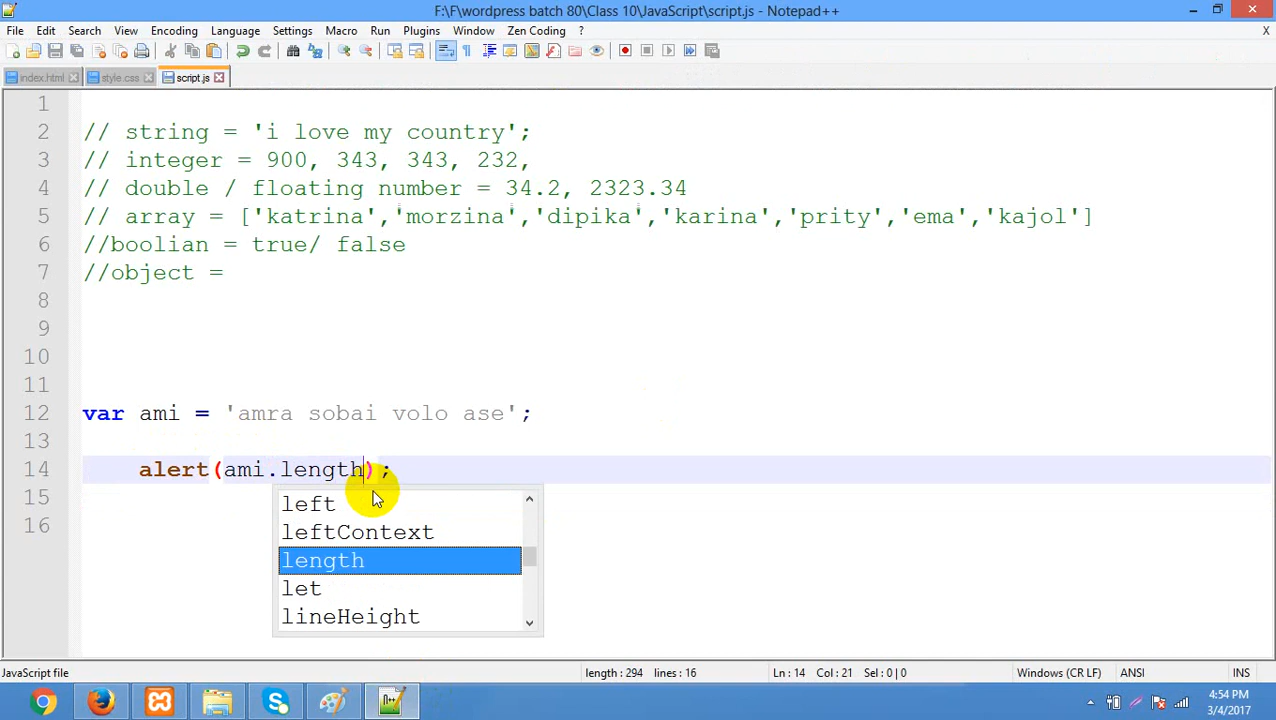 F:\F\wordpress batch 80\Class 10\JavaScript\script.js - Notepad++
File Edit Search View Encoding Language Settings Macro Run Plugins Window Zen Coding ? X
index.html style.css script.js
1
2 // string = 'i love my country';
3 // integer = 900, 343, 343, 232,
4 // double / floating number = 34.2, 2323.34
5 // array = ['katrina','morzina','dipika','karina','prity','ema','kajol']
6 //boolian = true/ false
7 //object =
8
9
10
11
12 var ami = 'amra sobai volo ase';
13
14 alert(ami.length);
15
16
left
leftContext
length
let
lineHeight
JavaScript file length : 294 lines : 16 Ln : 14 Col : 21 Sel : 0 | 0 Windows (CR LF) ANSI INS
4:54 PM
3/4/2017